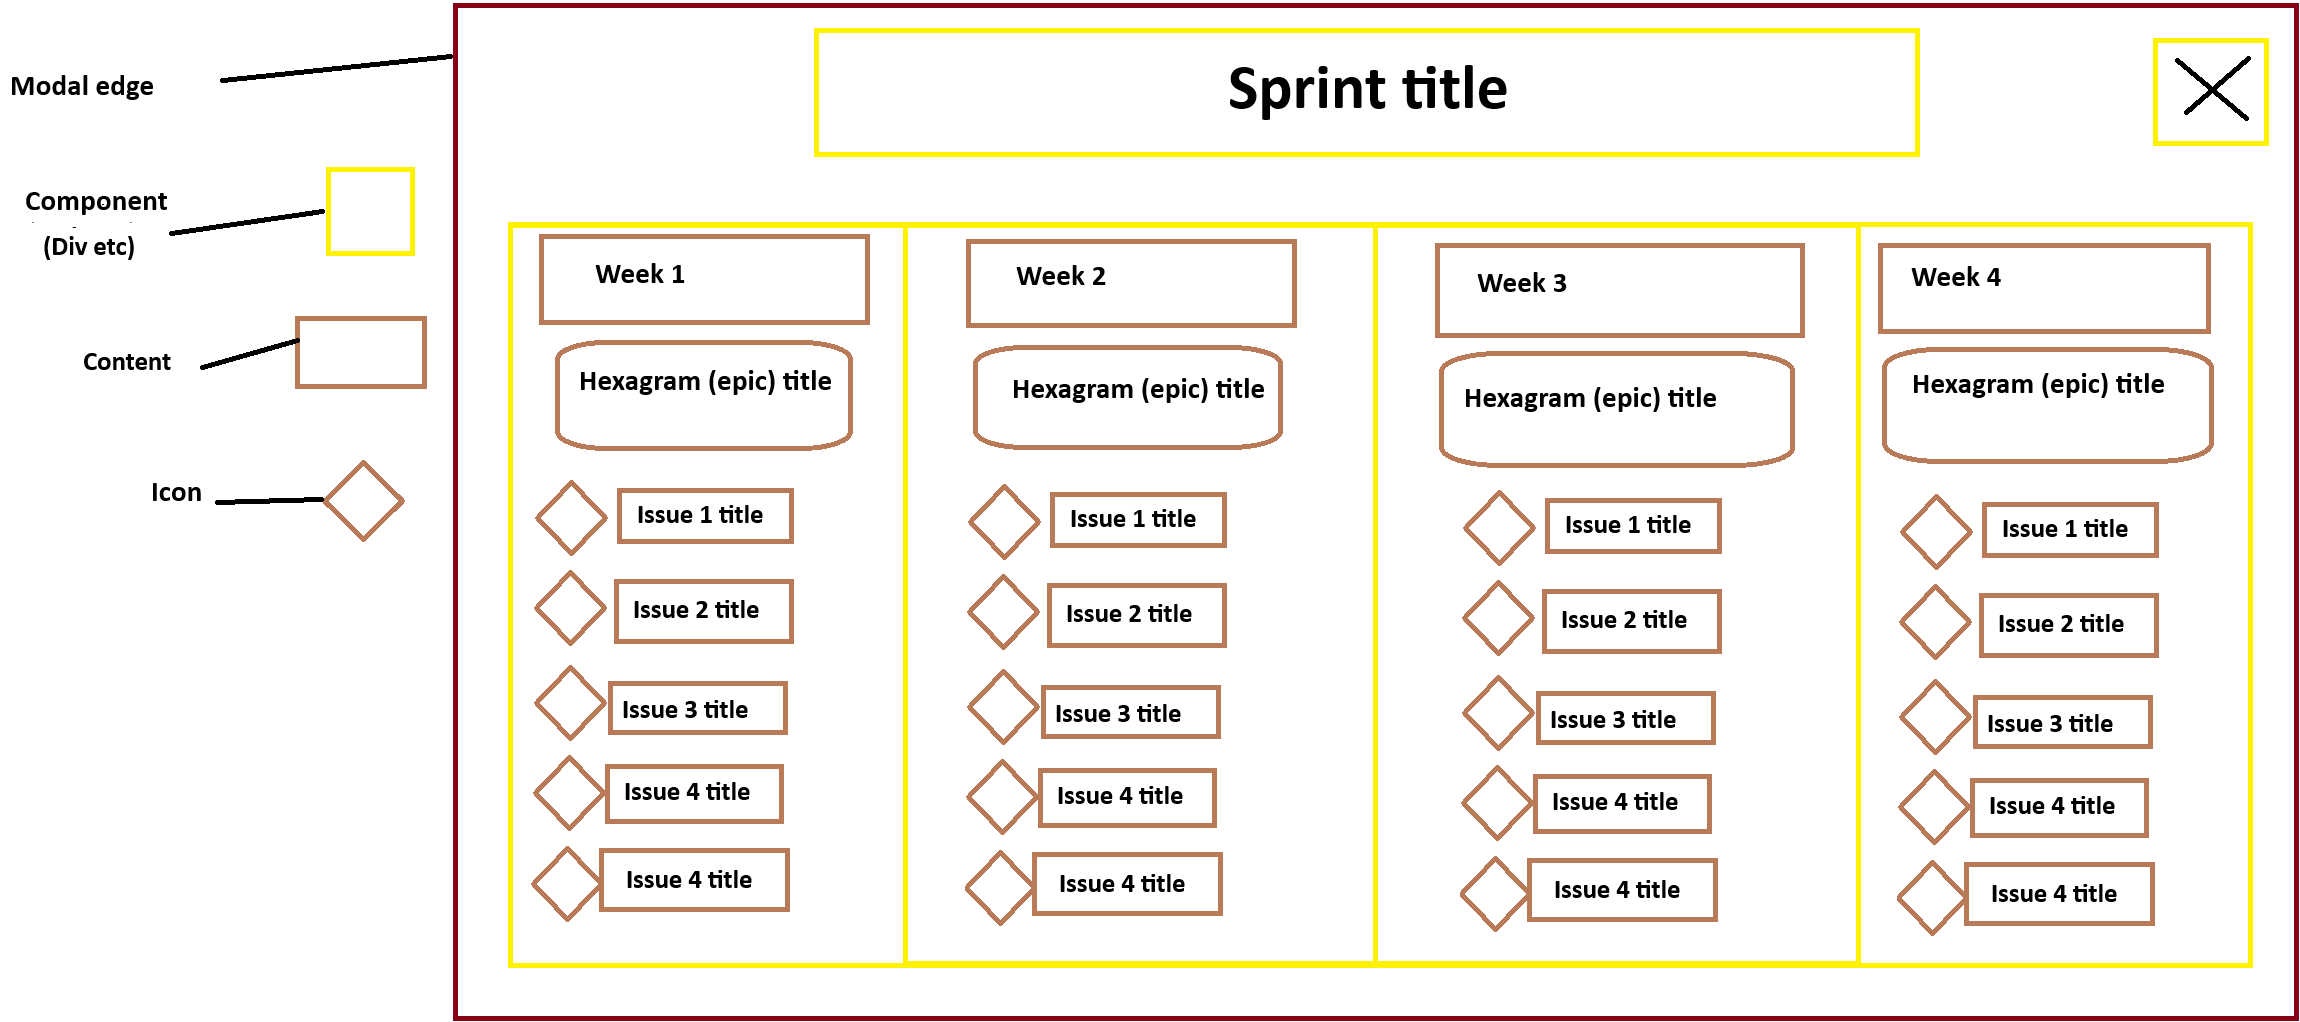 Modal edge
Component
(Div etc)
Content
Icon
Sprint title
Week 1
Hexagram (epic) title
Issue 1 title
Issue 2 title
Issue 3 title
Issue 4 title
Issue 4 title
Week 2
Hexagram (epic) title
Issue 1 title
Issue 2 title
Issue 3 title
Issue 4 title
Issue 4 title
Week 3
Hexagram (epic) title
Issue 1 title
Issue 2 title
Issue 3 title
Issue 4 title
Issue 4 title
Week 4
Hexagram (epic) title
Issue 1 title
Issue 2 title
Issue 3 title
Issue 4 title
Issue 4 title